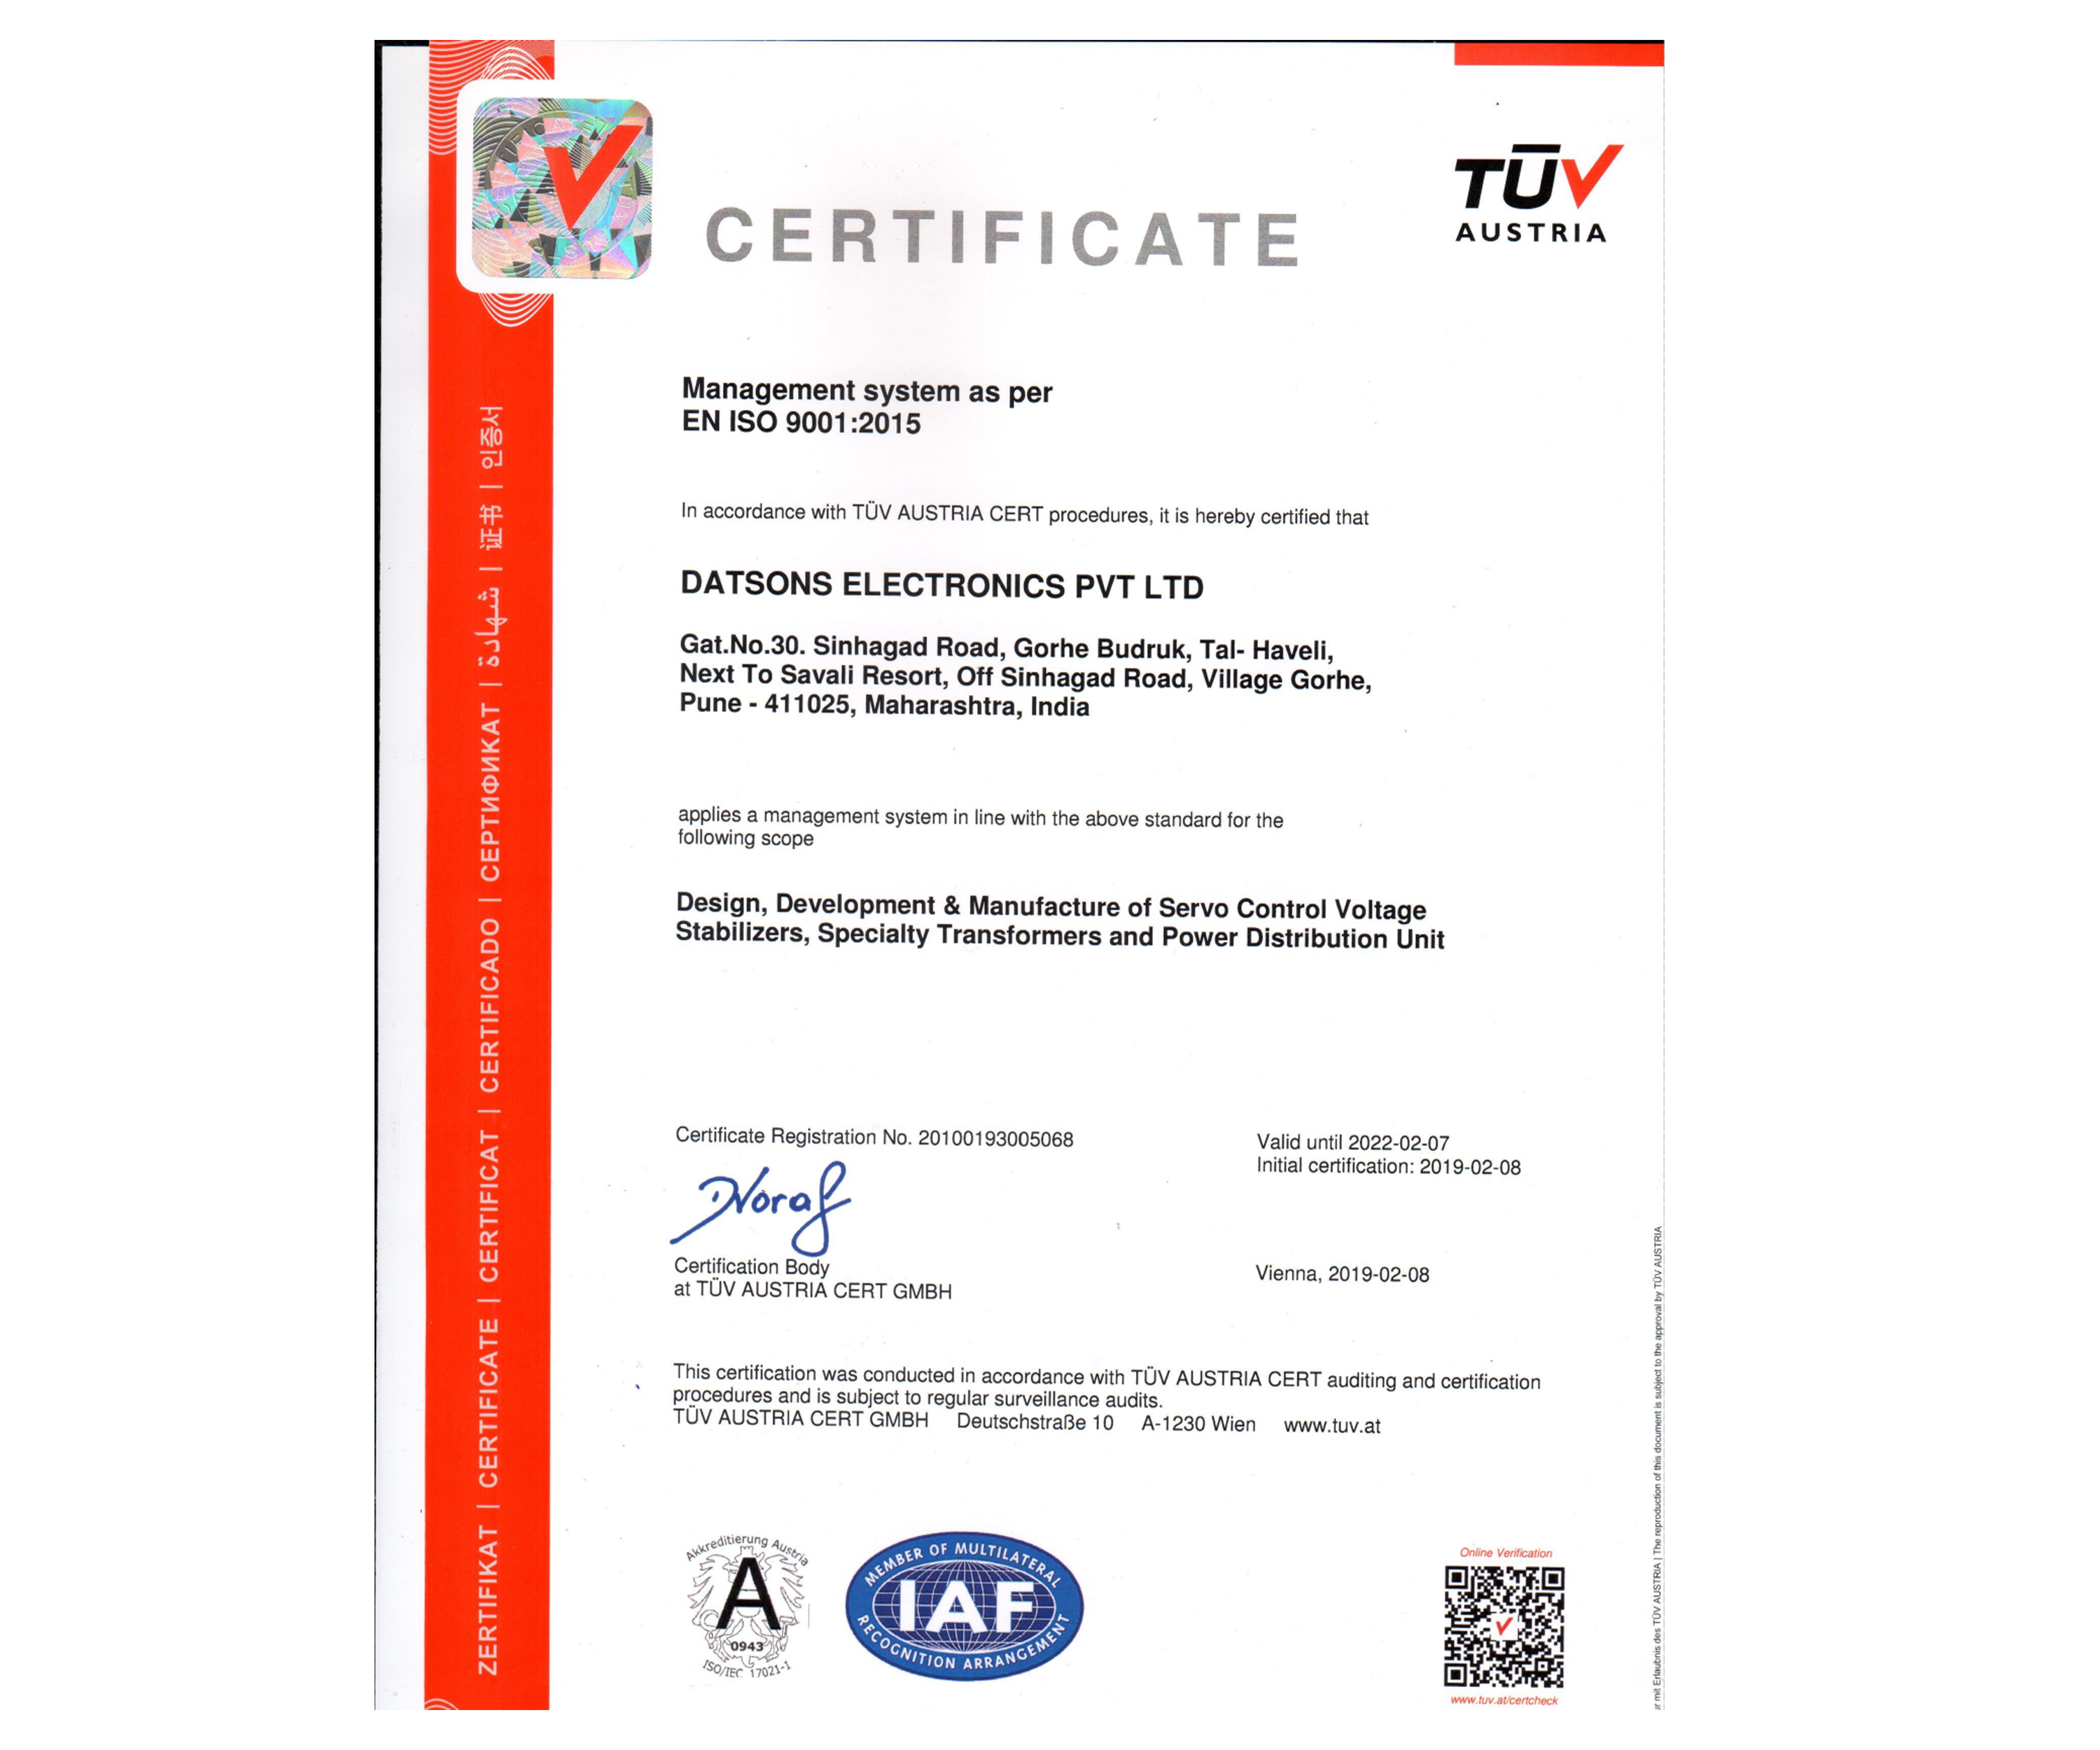 TÜV
AUSTRIA
CERTIFICATE
Management system as per
EN ISO 9001:2015
In accordance with TÜV AUSTRIA CERT procedures, it is hereby certified that
DATSONS ELECTRONICS PVT LTD
Gat.No.30. Sinhagad Road, Gorhe Budruk, Tal- Haveli,
Next To Savali Resort, Off Sinhagad Road, Village Gorhe,
Pune - 411025, Maharashtra, India
applies a management system in line with the above standard for the
following scope
Design, Development & Manufacture of Servo Control Voltage
Stabilizers, Specialty Transformers and Power Distribution Unit
Certificate Registration No. 20100193005068
Valid until 2022-02-07
Initial certification: 2019-02-08
Certification Body
at TÜV AUSTRIA CERT GMBH
Vienna, 2019-02-08
This certification was conducted in accordance with TÜV AUSTRIA CERT auditing and certification
procedures and is subject to regular surveillance audits.
TÜV AUSTRIA CERT GMBH Deutschstraße 10 A-1230 Wien www.tuv.at
Akkreditierung Austria
A
0943
ISO/IEC 17021-1
MEMBER OF MULTILATERAL
IAF
RECOGNITION ARRANGEMENT
Online Verification
www.tuv.at/certcheck
ZERTIFIKAT | CERTIFICATE | CERTIFICAT | CERTIFICADO | СЕРТИФИКАТ | شهادة | 证书 | 인증서
mit Erlaubnis des TÜV AUSTRIA | The reproduction of this document is subject to the approval by TÜV AUSTRIA